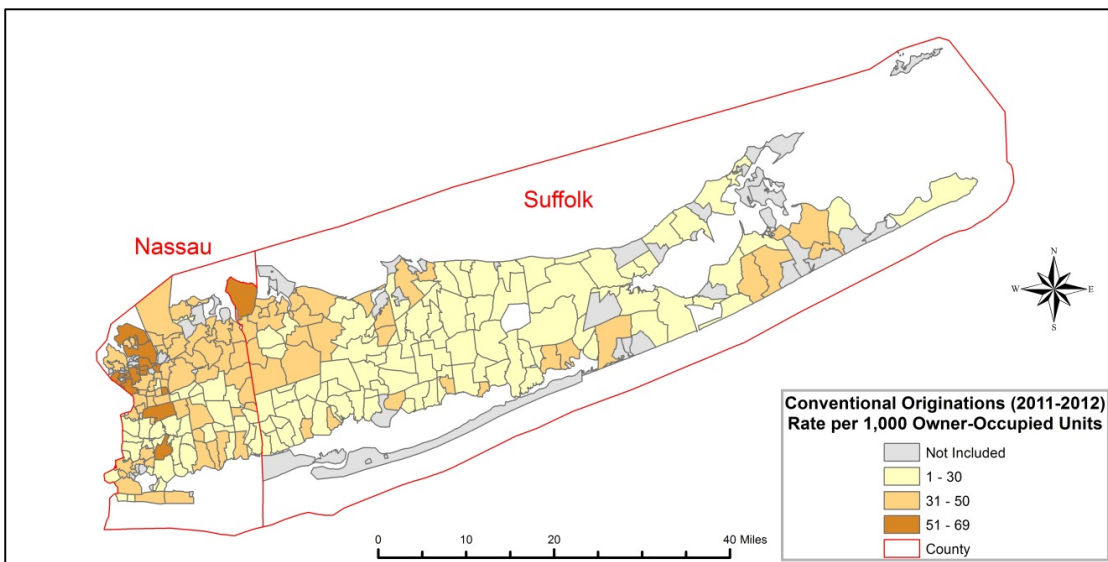 Suffolk
Nassau
N
W E
S
Conventional Originations (2011-2012)
Rate per 1,000 Owner-Occupied Units
Not Included
1 - 30
31 - 50
51 - 69
County
0 10 20 40 Miles